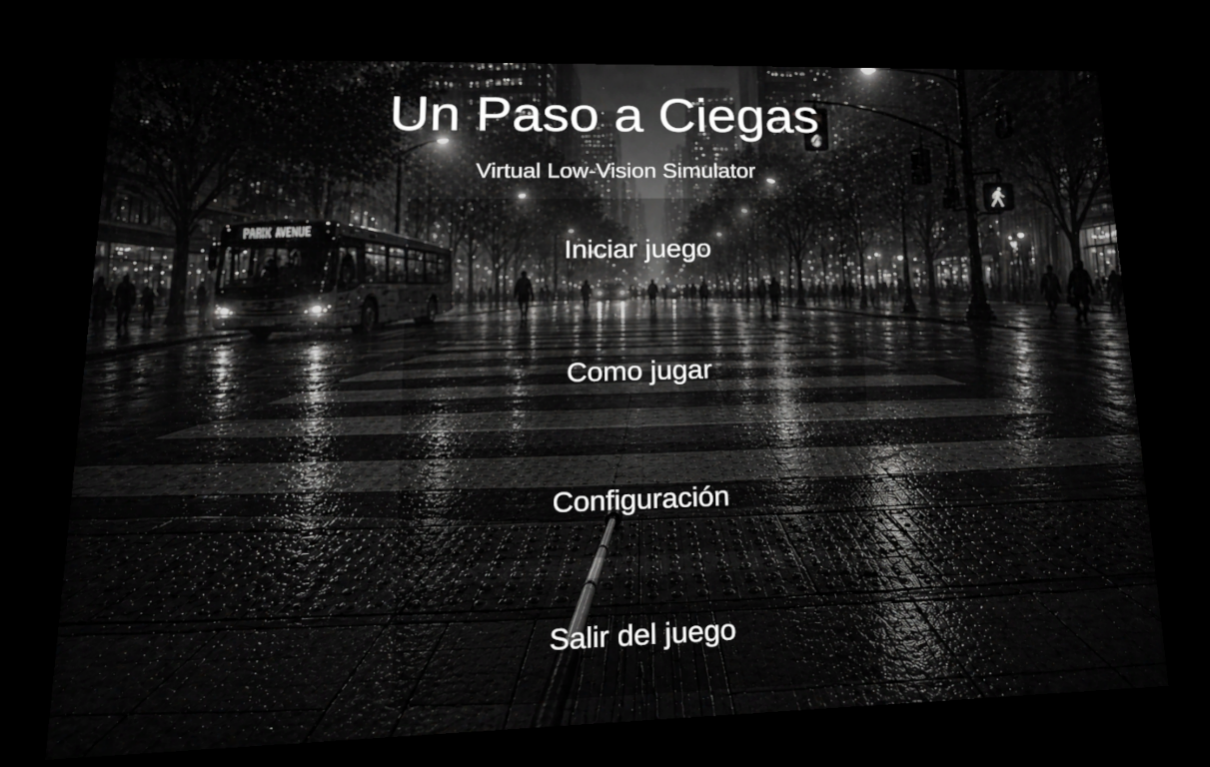 Un Paso a Ciegas
Virtual Low-Vision Simulator
PARK AVENUE
Iniciar juego
Como jugar
Configuración
Salir del juego